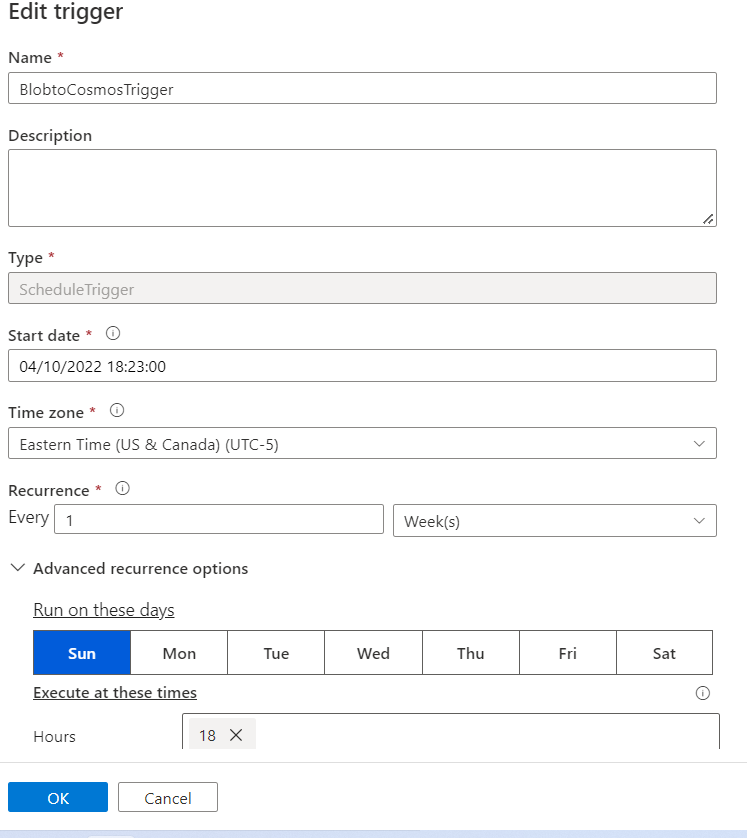 Edit trigger
Name *
BlobtoCosmosTrigger
Description
Type *
ScheduleTrigger
Start date *
04/10/2022 18:23:00
Time zone *
Eastern Time (US & Canada) (UTC-5)
Recurrence *
Every 1 Week(s)
Advanced recurrence options
Run on these days
Sun Mon Tue Wed Thu Fri Sat
Execute at these times
Hours 18
OK Cancel